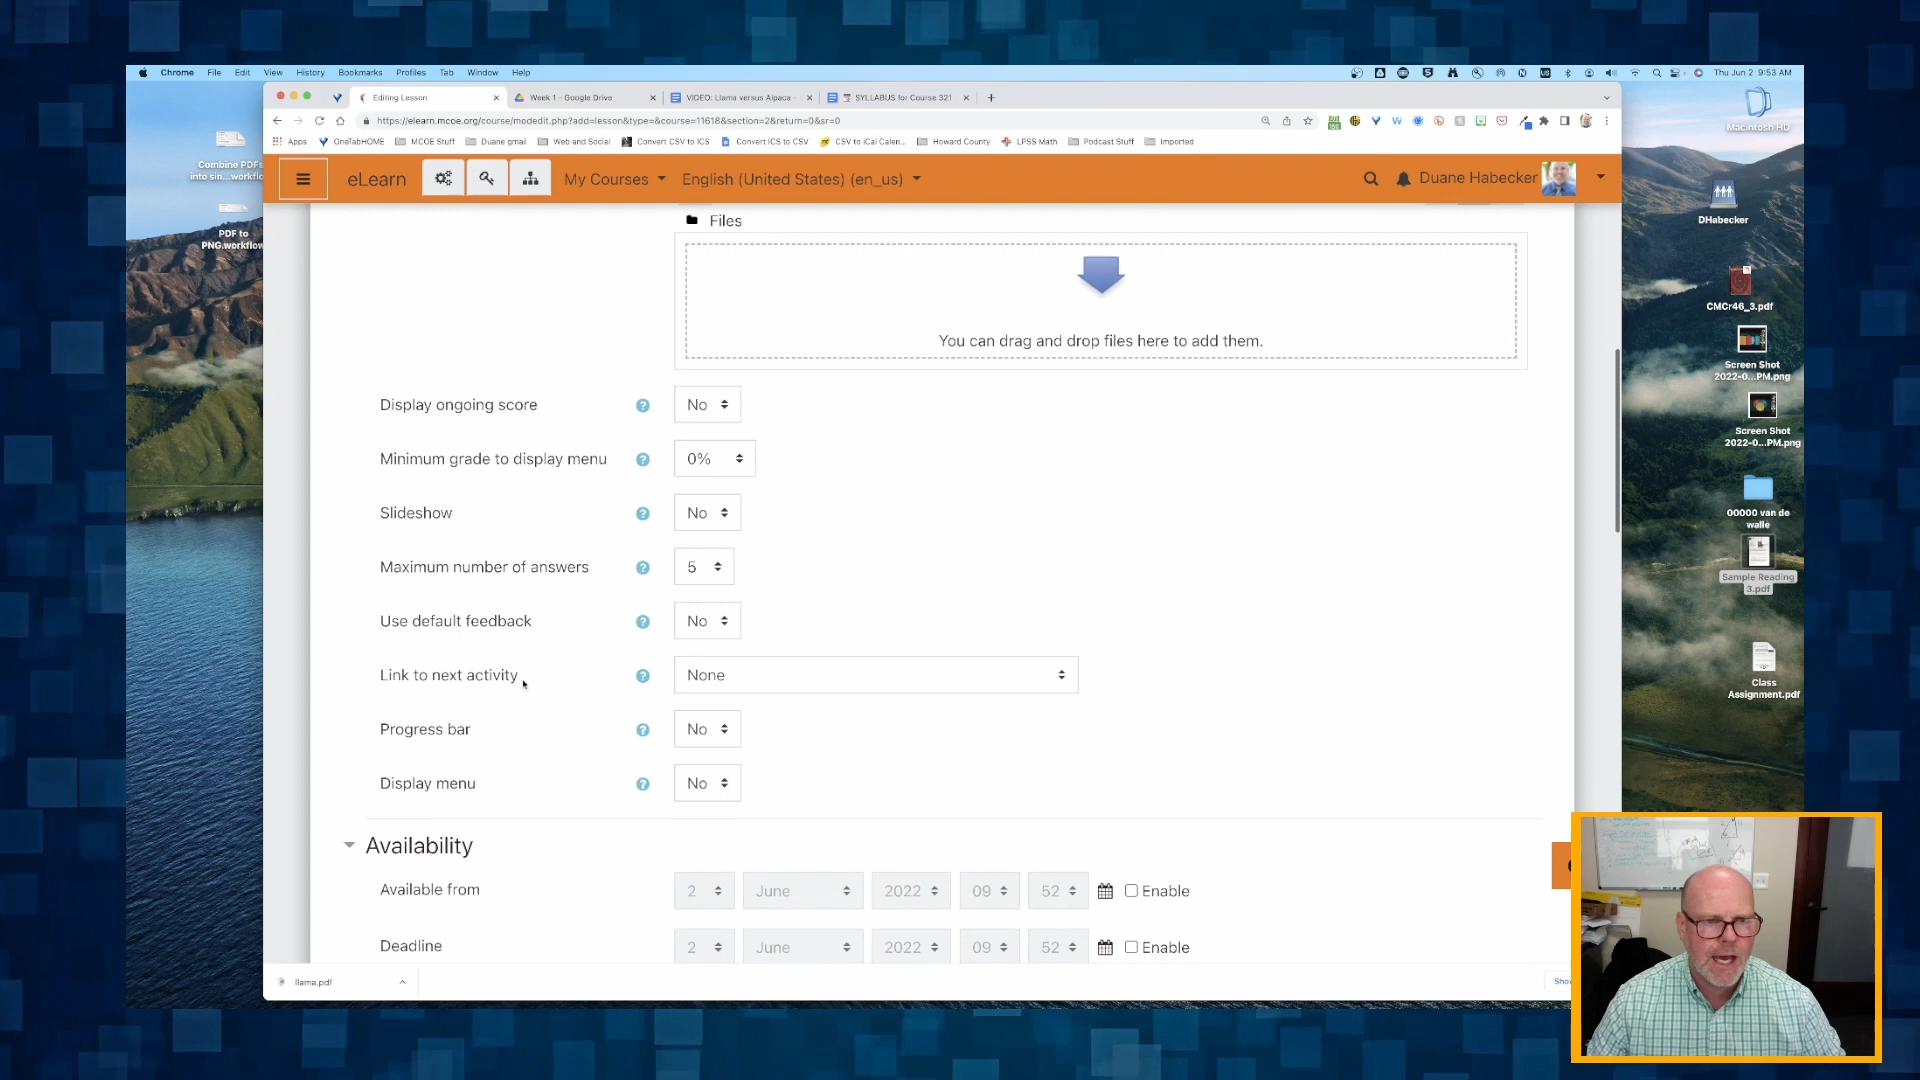 Chrome File Edit View History Bookmarks Profiles Tab Window Help
Thu Jun 2 9:53 AM
Editing Lesson
Week 1 - Google Drive
VIDEO: Llama versus Alpaca -
SYLLABUS for Course 321
https://elearn.mcoe.org/course/modedit.php?add=lesson&type=&course=11618&section=2&return=0&sr=0
Apps OneTabHOME MCOE Stuff Duane gmail Web and Social Convert CSV to ICS Convert ICS to CSV CSV to iCal Calen... Howard County LPSS Math Podcast Stuff Imported
eLearn My Courses English (United States) (en_us) Duane Habecker
Files
You can drag and drop files here to add them.
Display ongoing score ? No
Minimum grade to display menu ? 0%
Slideshow ? No
Maximum number of answers ? 5
Use default feedback ? No
Link to next activity ? None
Progress bar ? No
Display menu ? No
Availability
Available from 2 June 2022 09 52 Enable
Deadline 2 June 2022 09 52 Enable
llama.pdf
Sho
Combine PDFs
into sin...workflo
PDF to
PNG.workflow
Macintosh HD
DHabecker
CMCr46_3.pdf
Screen Shot
2022-0...PM.png
Screen Shot
2022-0...PM.png
00000 van de
walle
Sample Reading
3.pdf
Class
Assignment.pdf